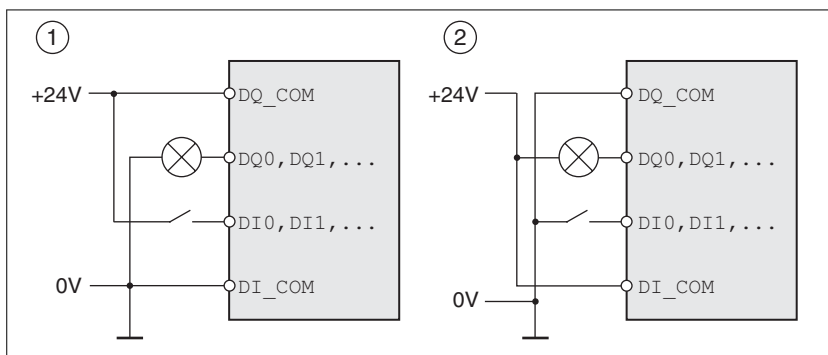 1
+24V
DQ_COM
DQ0,DQ1,...
DI0,DI1,...
0V
DI_COM
2
+24V
DQ_COM
DQ0,DQ1,...
DI0,DI1,...
DI_COM
0V